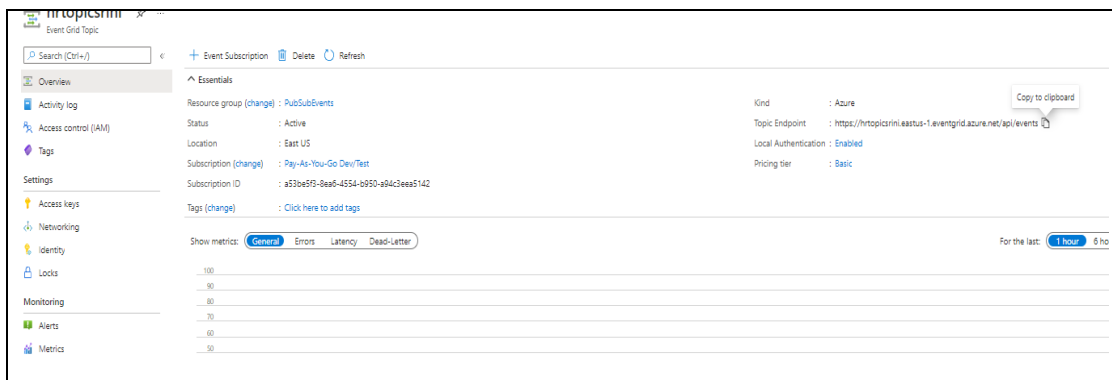 hrtopicsrini
Event Grid Topic
Search (Ctrl+/)
Overview
Activity log
Access control (IAM)
Tags
Settings
Access keys
Networking
Identity
Locks
Monitoring
Alerts
Metrics
Event Subscription Delete Refresh
Essentials
Resource group (change) : PubSubEvents
Status : Active
Location : East US
Subscription (change) : Pay-As-You-Go Dev/Test
Subscription ID : a53be5f3-8ea6-4554-b950-a94c3eea5142
Tags (change) : Click here to add tags
Copy to clipboard
Kind : Azure
Topic Endpoint : https://hrtopicsrini.eastus-1.eventgrid.azure.net/api/events
Local Authentication : Enabled
Pricing tier : Basic
Show metrics: General Errors Latency Dead-Letter
For the last: 1 hour 6 ho
100
90
80
70
60
50